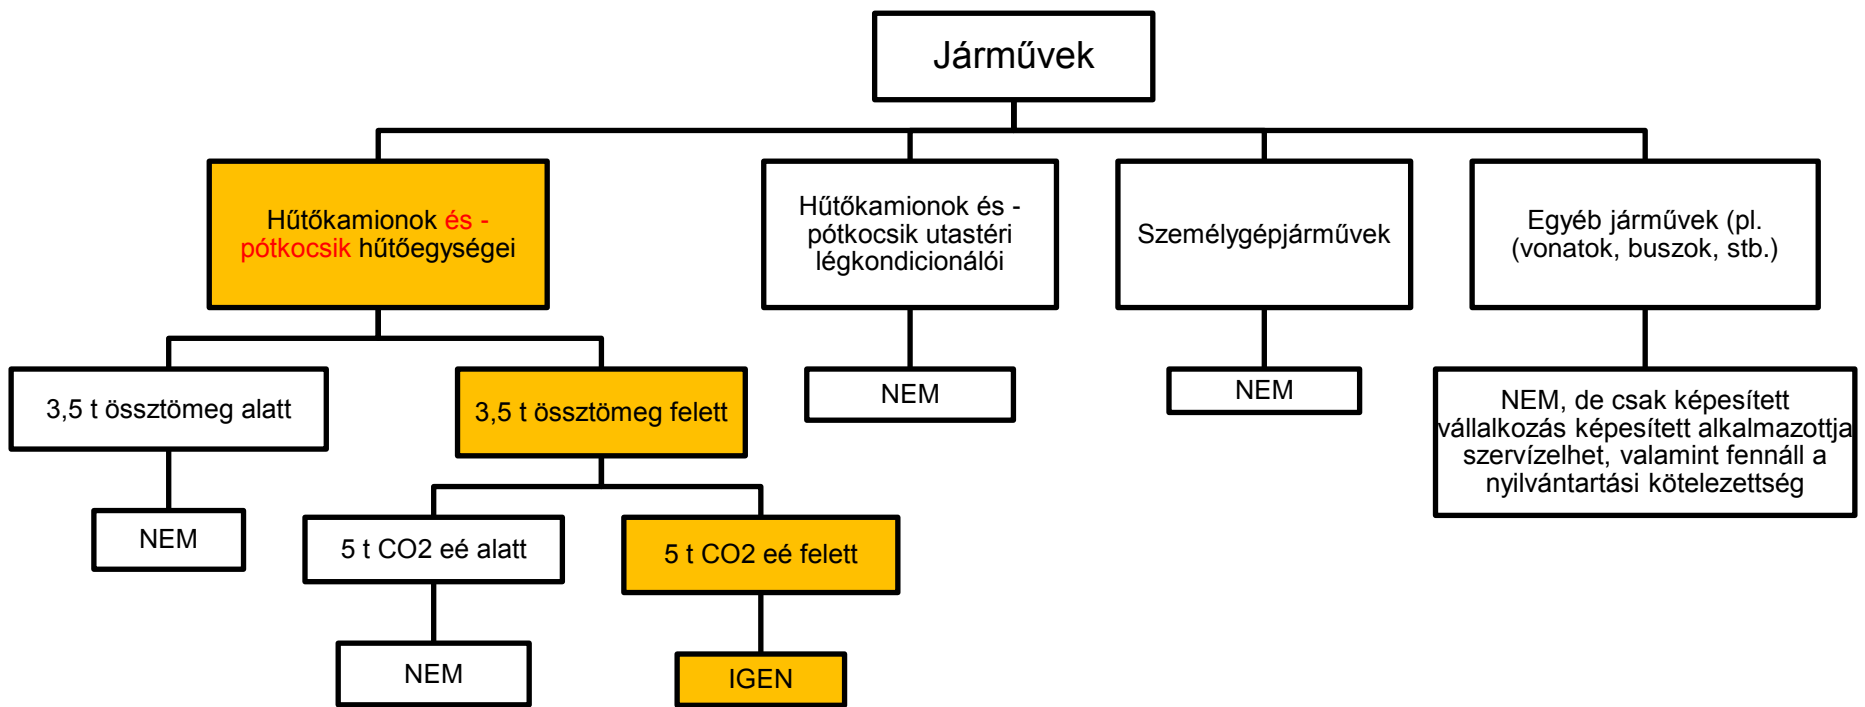 Járművek
Hűtőkamionok és -
pótkocsik hűtőegységei
Hűtőkamionok és -
pótkocsik utastéri
légkondicionálói
Személygépjárművek
Egyéb járművek (pl.
(vonatok, buszok, stb.)
3,5 t össztömeg alatt
3,5 t össztömeg felett
NEM
NEM
NEM, de csak képesített
vállalkozás képesített alkalmazottja
szervízelhet, valamint fennáll a
nyilvántartási kötelezettség
NEM
5 t CO2 eé alatt
5 t CO2 eé felett
NEM
IGEN